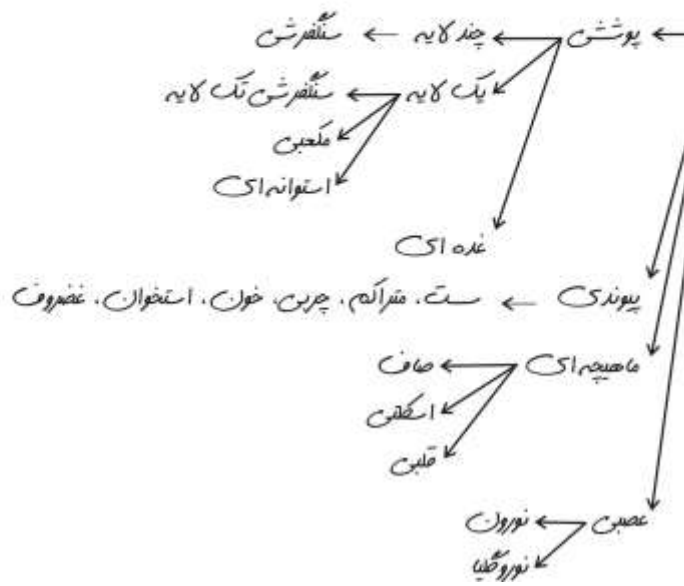 پوششی ← چند لایه ← سنگفرشی
یک لایه ← سنگفرشی تک لایه
مکعبی
استوانه‌ای
غده‌ای
پیوندی ← سست، متراکم، چربی، خون، استخوان، غضروف
ماهیچه‌ای ← صاف
اسکلتی
قلبی
عصبی ← نورون
نوروگلیا